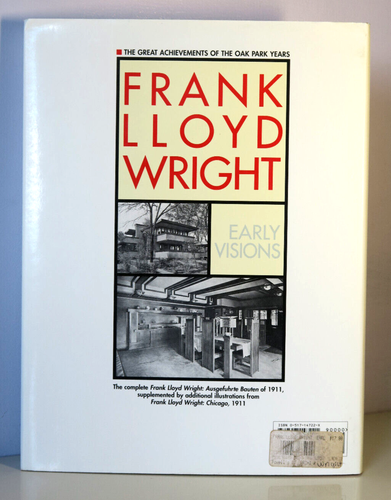 THE GREAT ACHIEVEMENTS OF THE OAK PARK YEARS
FRANK
LLOYD
WRIGHT
EARLY
VISIONS
The complete Frank Lloyd Wright: Ausgefuhrte Bauten of 1911,
supplemented by additional illustrations from
Frank Lloyd Wright: Chicago, 1911